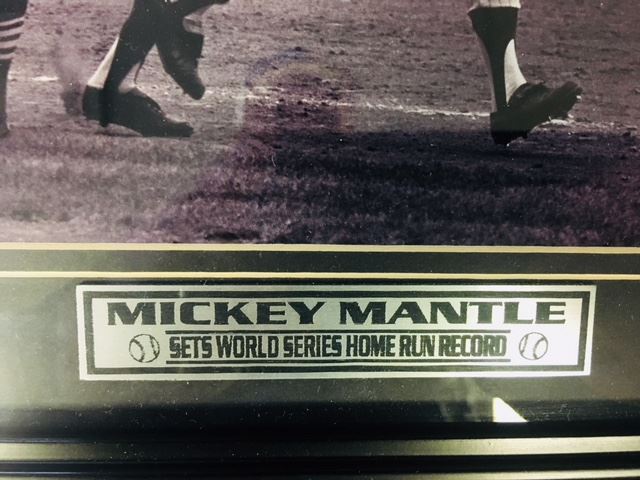 MICKEY MANTLE
SETS WORLD SERIES HOME RUN RECORD